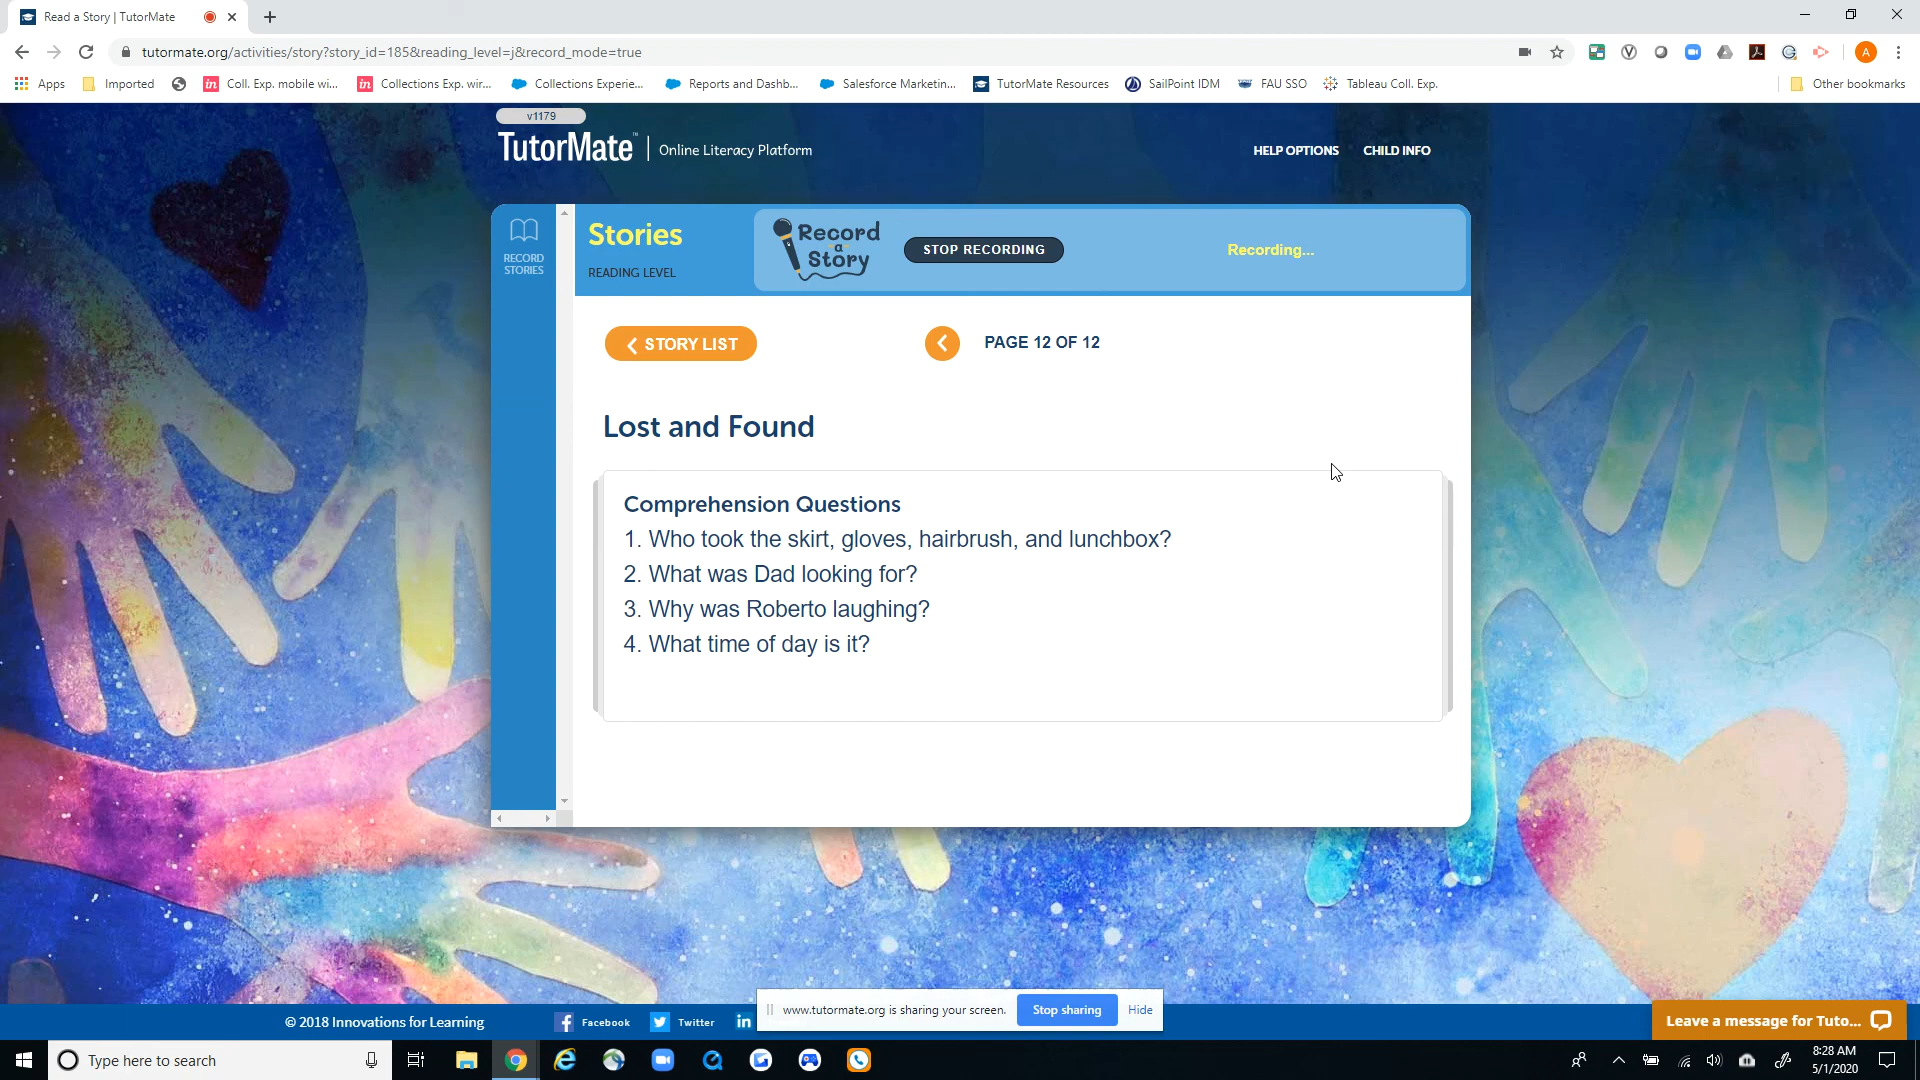 Read a Story | TutorMate
tutormate.org/activities/story?story_id=185&reading_level=j&record_mode=true
Apps Imported Coll. Exp. mobile wi... Collections Exp. wir... Collections Experie... Reports and Dashb... Salesforce Marketin... TutorMate Resources SailPoint IDM FAU SSO Tableau Coll. Exp. Other bookmarks
v1179
TutorMate™ | Online Literacy Platform
HELP OPTIONS CHILD INFO
RECORD
STORIES
Stories
READING LEVEL
Record
a
Story
STOP RECORDING
Recording...
STORY LIST
PAGE 12 OF 12
Lost and Found
Comprehension Questions
1. Who took the skirt, gloves, hairbrush, and lunchbox?
2. What was Dad looking for?
3. Why was Roberto laughing?
4. What time of day is it?
© 2018 Innovations for Learning
Facebook Twitter in
www.tutormate.org is sharing your screen. Stop sharing Hide
Leave a message for Tuto...
Type here to search
8:28 AM
5/1/2020